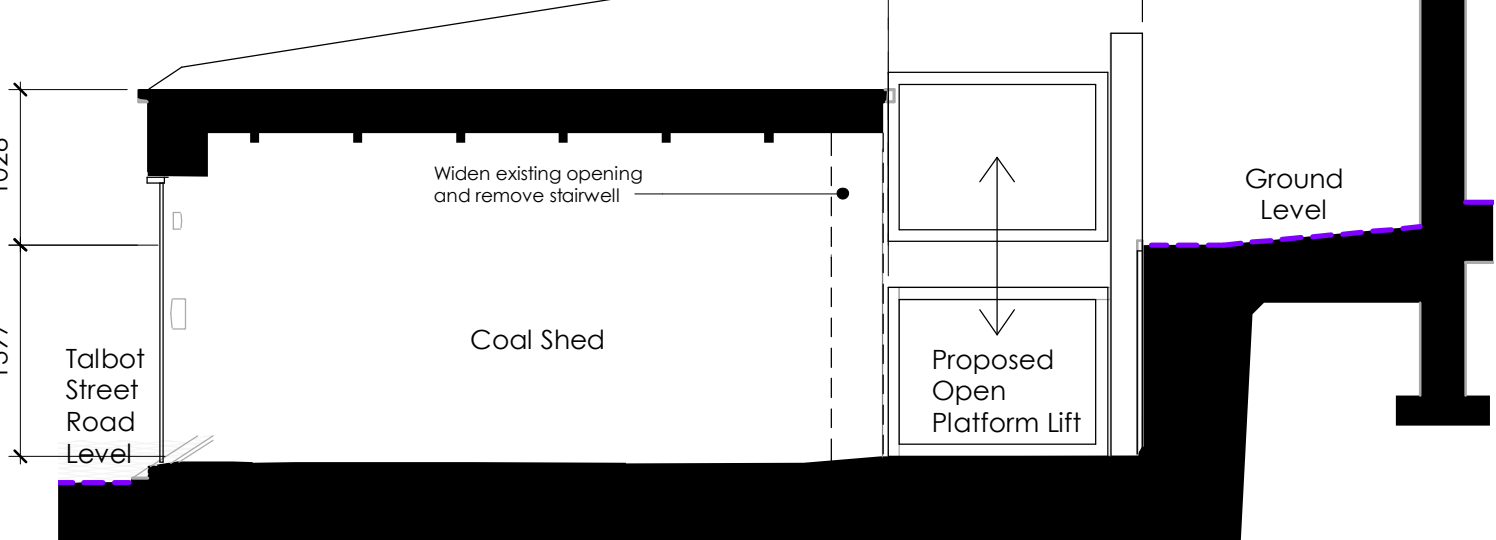 Widen existing opening
and remove stairwell
Ground
Level
Coal Shed
Talbot
Street
Road
Level
Proposed
Open
Platform Lift